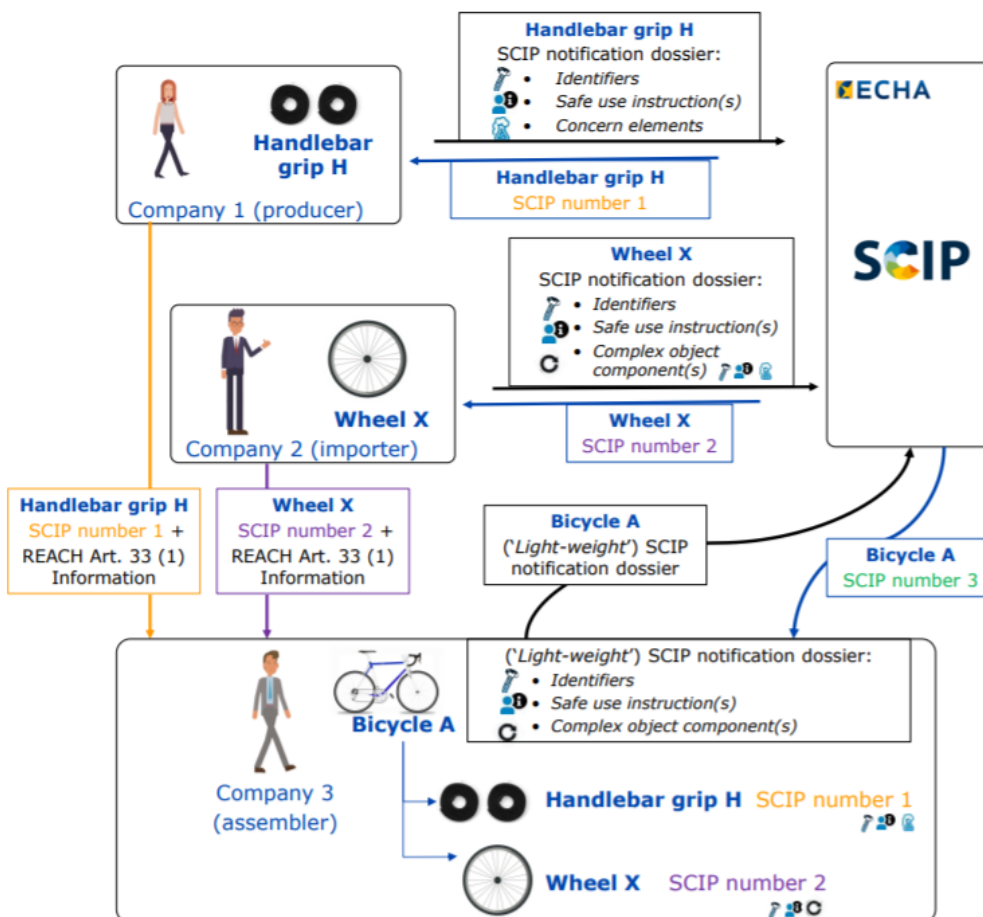 Handlebar grip H
SCIP notification dossier:
• Identifiers
• Safe use instruction(s)
• Concern elements
ECHA
Handlebar
grip H
Company 1 (producer)
Handlebar grip H
SCIP number 1
SCIP
Wheel X
SCIP notification dossier:
• Identifiers
• Safe use instruction(s)
• Complex object
component(s)
Wheel X
Company 2 (importer)
Wheel X
SCIP number 2
Handlebar grip H
SCIP number 1 +
REACH Art. 33 (1)
Information
Wheel X
SCIP number 2 +
REACH Art. 33 (1)
Information
Bicycle A
(‘Light-weight’) SCIP
notification dossier
Bicycle A
SCIP number 3
(‘Light-weight’) SCIP notification dossier:
• Identifiers
• Safe use instruction(s)
• Complex object component(s)
Bicycle A
Company 3
(assembler)
Handlebar grip H SCIP number 1
Wheel X SCIP number 2